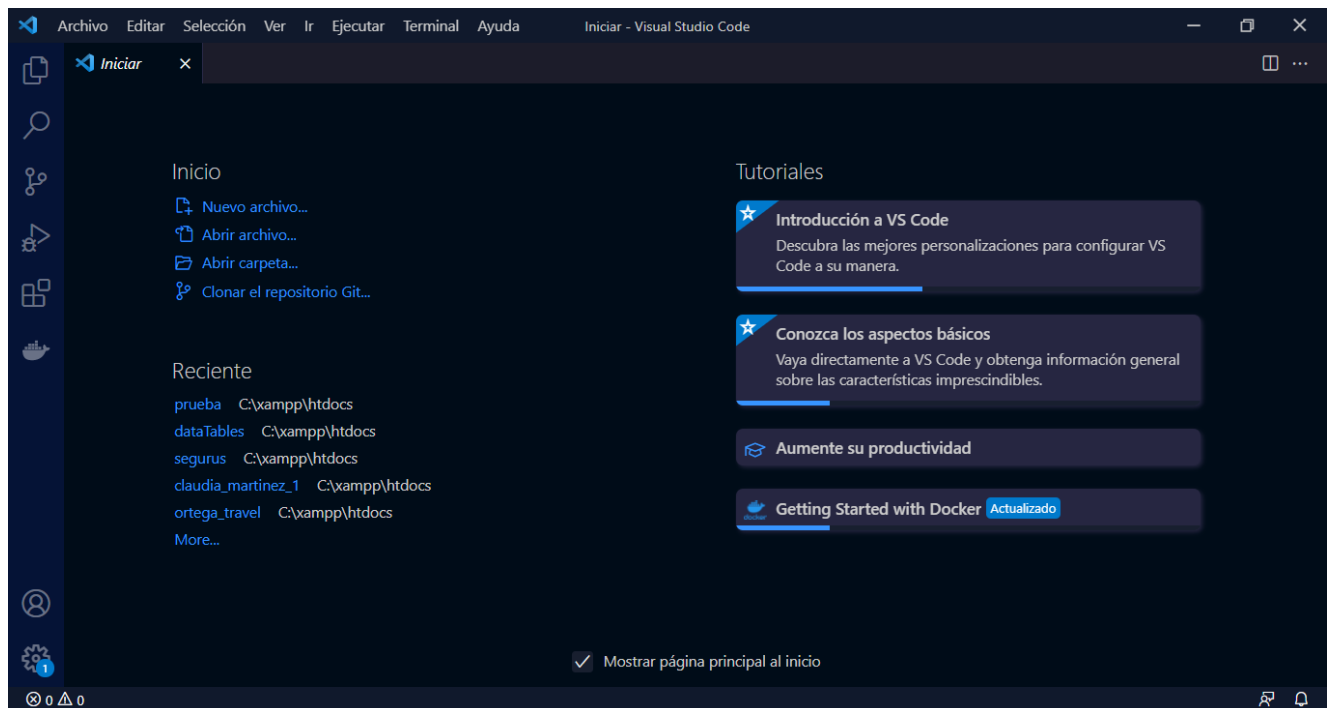 Archivo Editar Selección Ver Ir Ejecutar Terminal Ayuda Iniciar - Visual Studio Code
Iniciar
Inicio
Nuevo archivo...
Abrir archivo...
Abrir carpeta...
Clonar el repositorio Git...
Reciente
prueba C:\xampp\htdocs
dataTables C:\xampp\htdocs
segurus C:\xampp\htdocs
claudia_martinez_1 C:\xampp\htdocs
ortega_travel C:\xampp\htdocs
More...
Tutoriales
Introducción a VS Code
Descubra las mejores personalizaciones para configurar VS
Code a su manera.
Conozca los aspectos básicos
Vaya directamente a VS Code y obtenga información general
sobre las características imprescindibles.
Aumente su productividad
docker
Getting Started with Docker Actualizado
Mostrar página principal al inicio
1
0 0